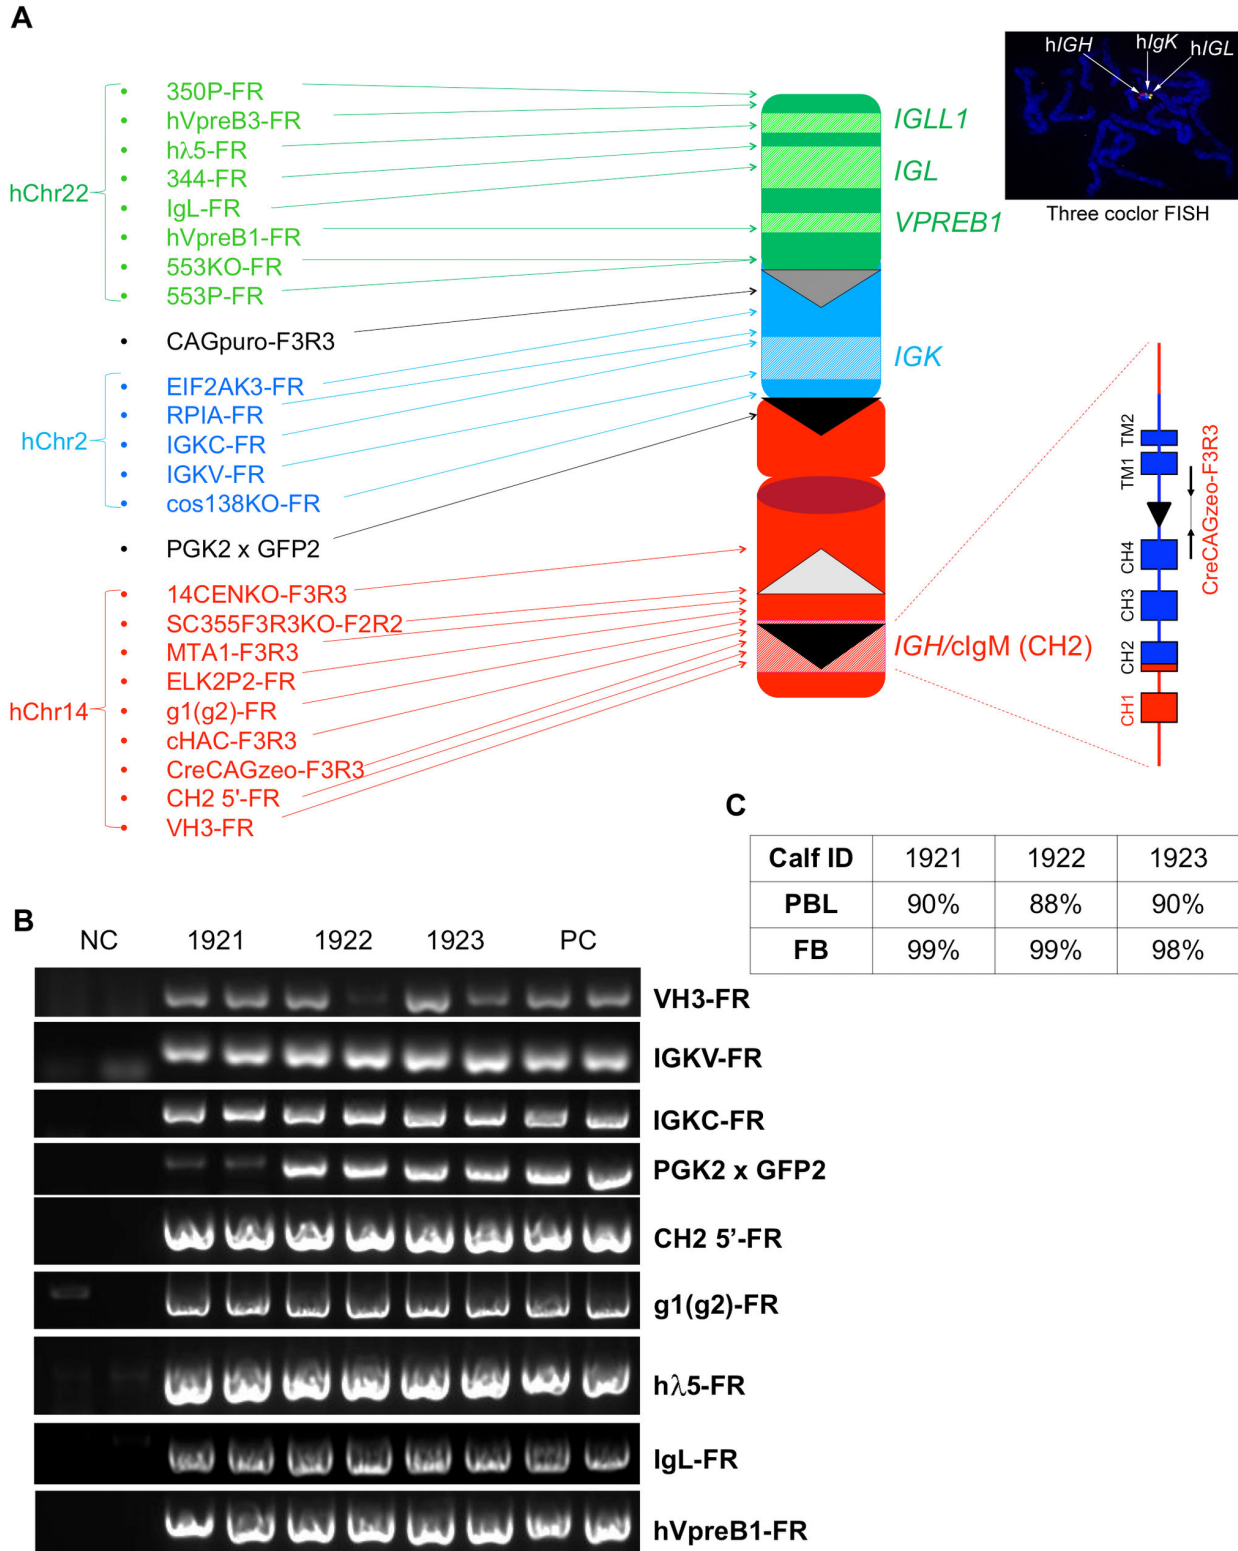 A
hIGH hIgK hIGL
Three coclor FISH
hChr22
• 350P-FR
• hVpreB3-FR
• hλ5-FR
• 344-FR
• IgL-FR
• hVpreB1-FR
• 553KO-FR
• 553P-FR
• CAGpuro-F3R3
hChr2
• EIF2AK3-FR
• RPIA-FR
• IGKC-FR
• IGKV-FR
• cos138KO-FR
• PGK2 x GFP2
hChr14
• 14CENKO-F3R3
• SC355F3R3KO-F2R2
• MTA1-F3R3
• ELK2P2-FR
• g1(g2)-FR
• cHAC-F3R3
• CreCAGzeo-F3R3
• CH2 5'-FR
• VH3-FR
IGLL1
IGL
VPREB1
IGK
IGH/cIgM (CH2)
TM2
TM1
CH4
CH3
CH2
CH1
CreCAGzeo-F3R3
C
Calf ID 1921 1922 1923
PBL 90% 88% 90%
FB 99% 99% 98%
B
NC 1921 1922 1923 PC
VH3-FR
IGKV-FR
IGKC-FR
PGK2 x GFP2
CH2 5’-FR
g1(g2)-FR
hλ5-FR
IgL-FR
hVpreB1-FR